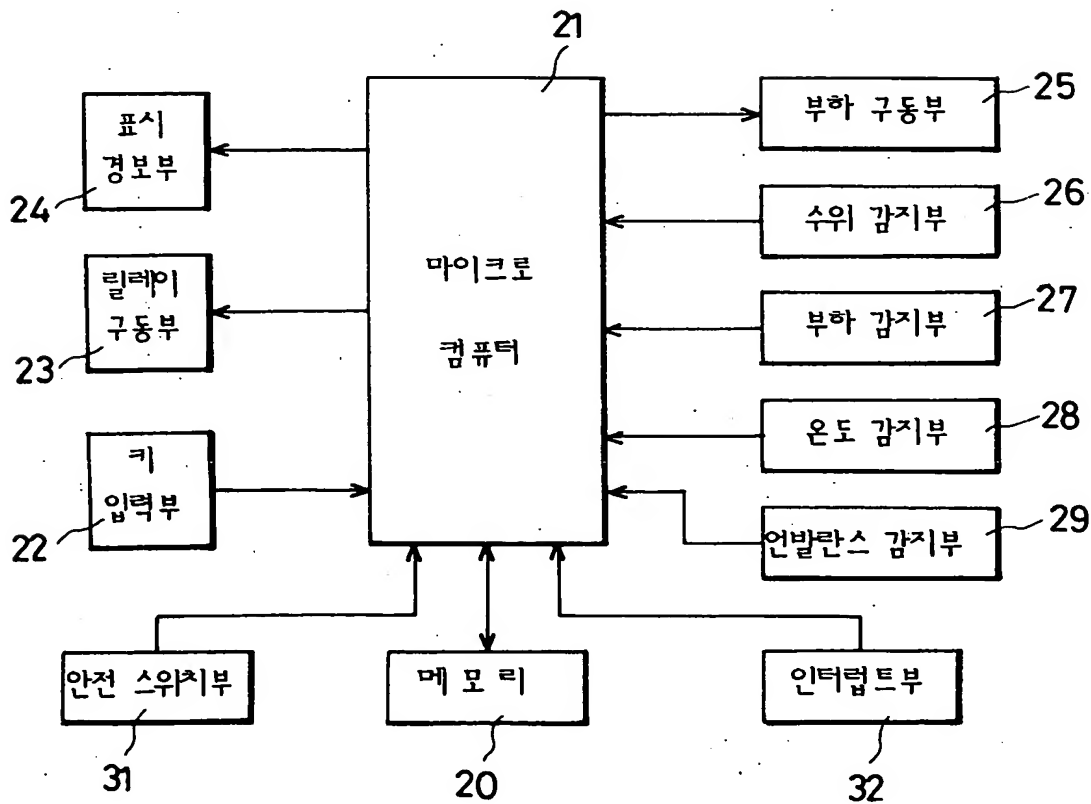 21
표시
경보부
24
릴레이
구동부
23
키
입력부
22
마이크로
컴퓨터
부하 구동부
25
수위 감지부
26
부하 감지부
27
온도 감지부
28
언발란스 감지부
29
안전 스위치부
31
메모리
20
인터럽트부
32